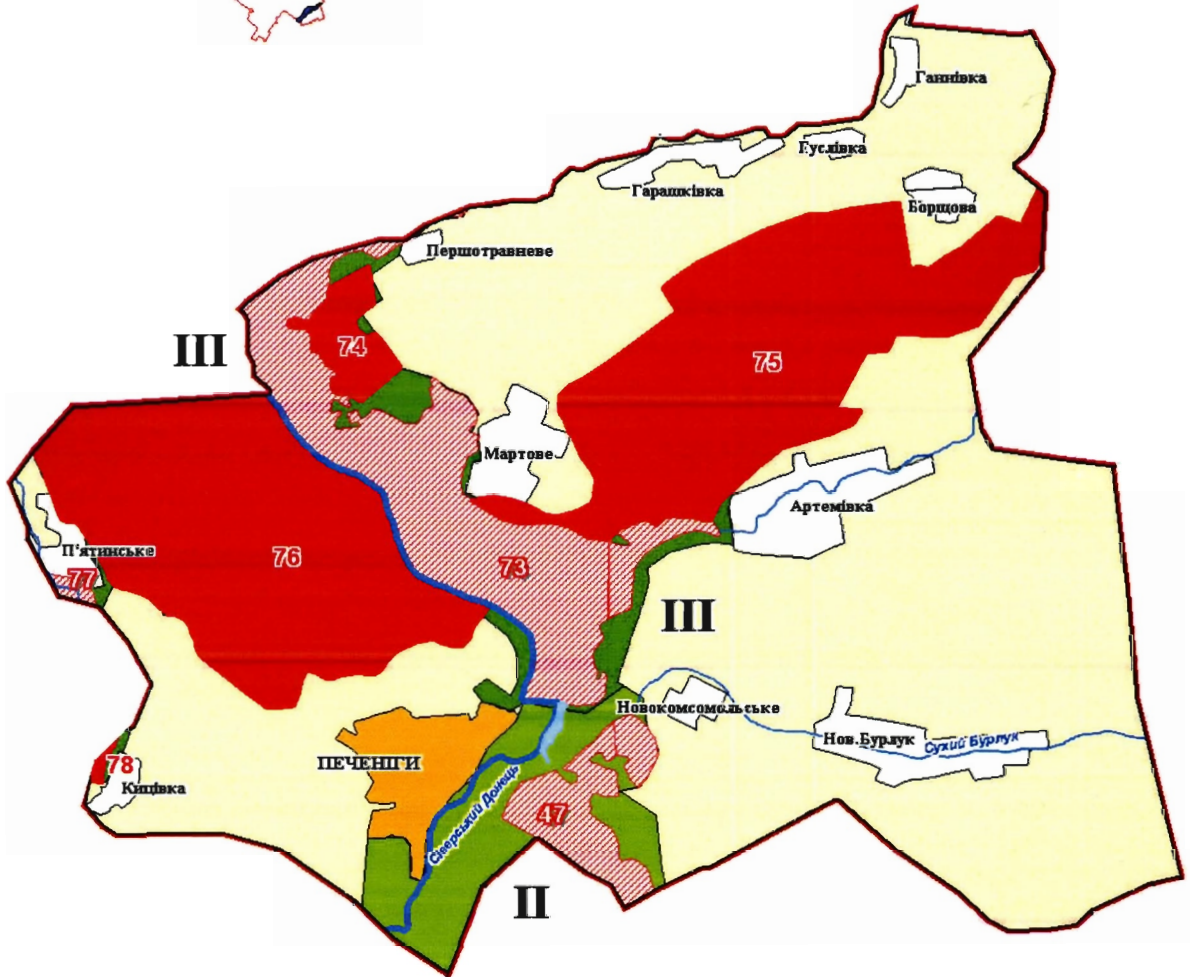 Ганнівка
Гуслівка
Гарашківка
Борщова
Першотравневе
III
74
75
Мартове
Артемівка
П'ятинське
76
73
77
III
Новокомсомольське
Нов.Бурлук
Сухий Бурлук
ПЕЧЕНІГИ
78
Кицівка
Сіверський Донець
47
II